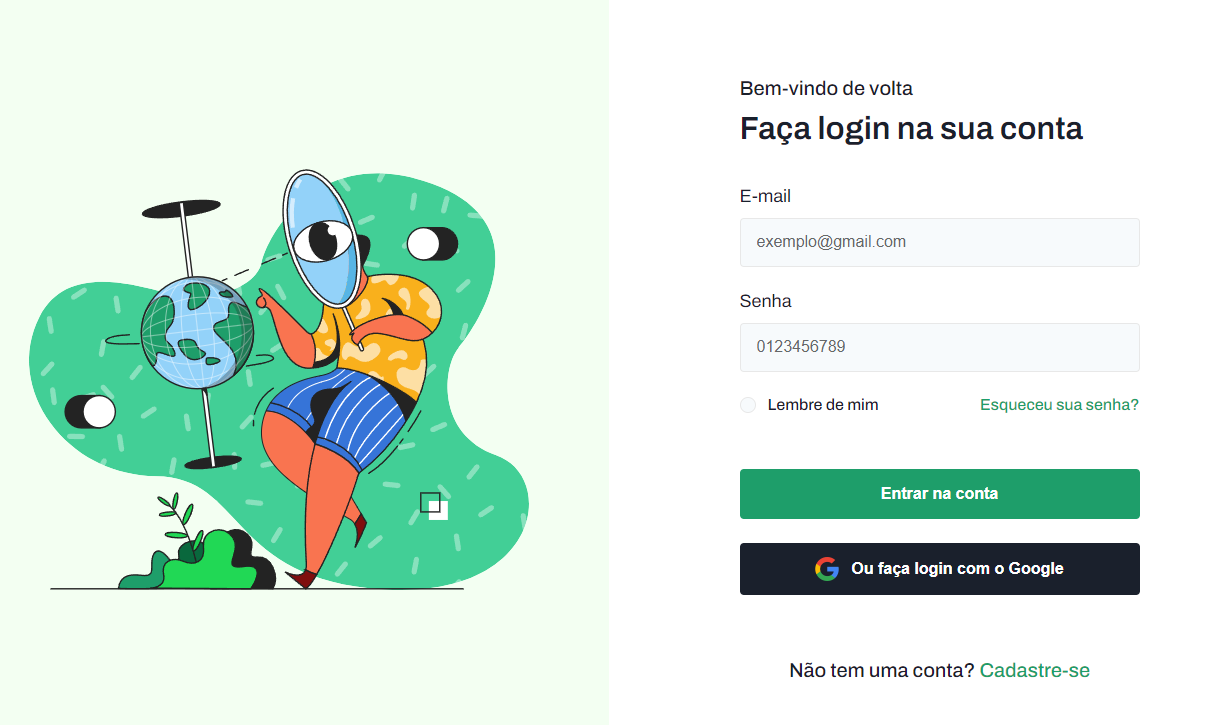 Bem-vindo de volta
Faça login na sua conta
E-mail
exemplo@gmail.com
Senha
0123456789
Lembre de mim
Esqueceu sua senha?
Entrar na conta
Ou faça login com o Google
Não tem uma conta? Cadastre-se